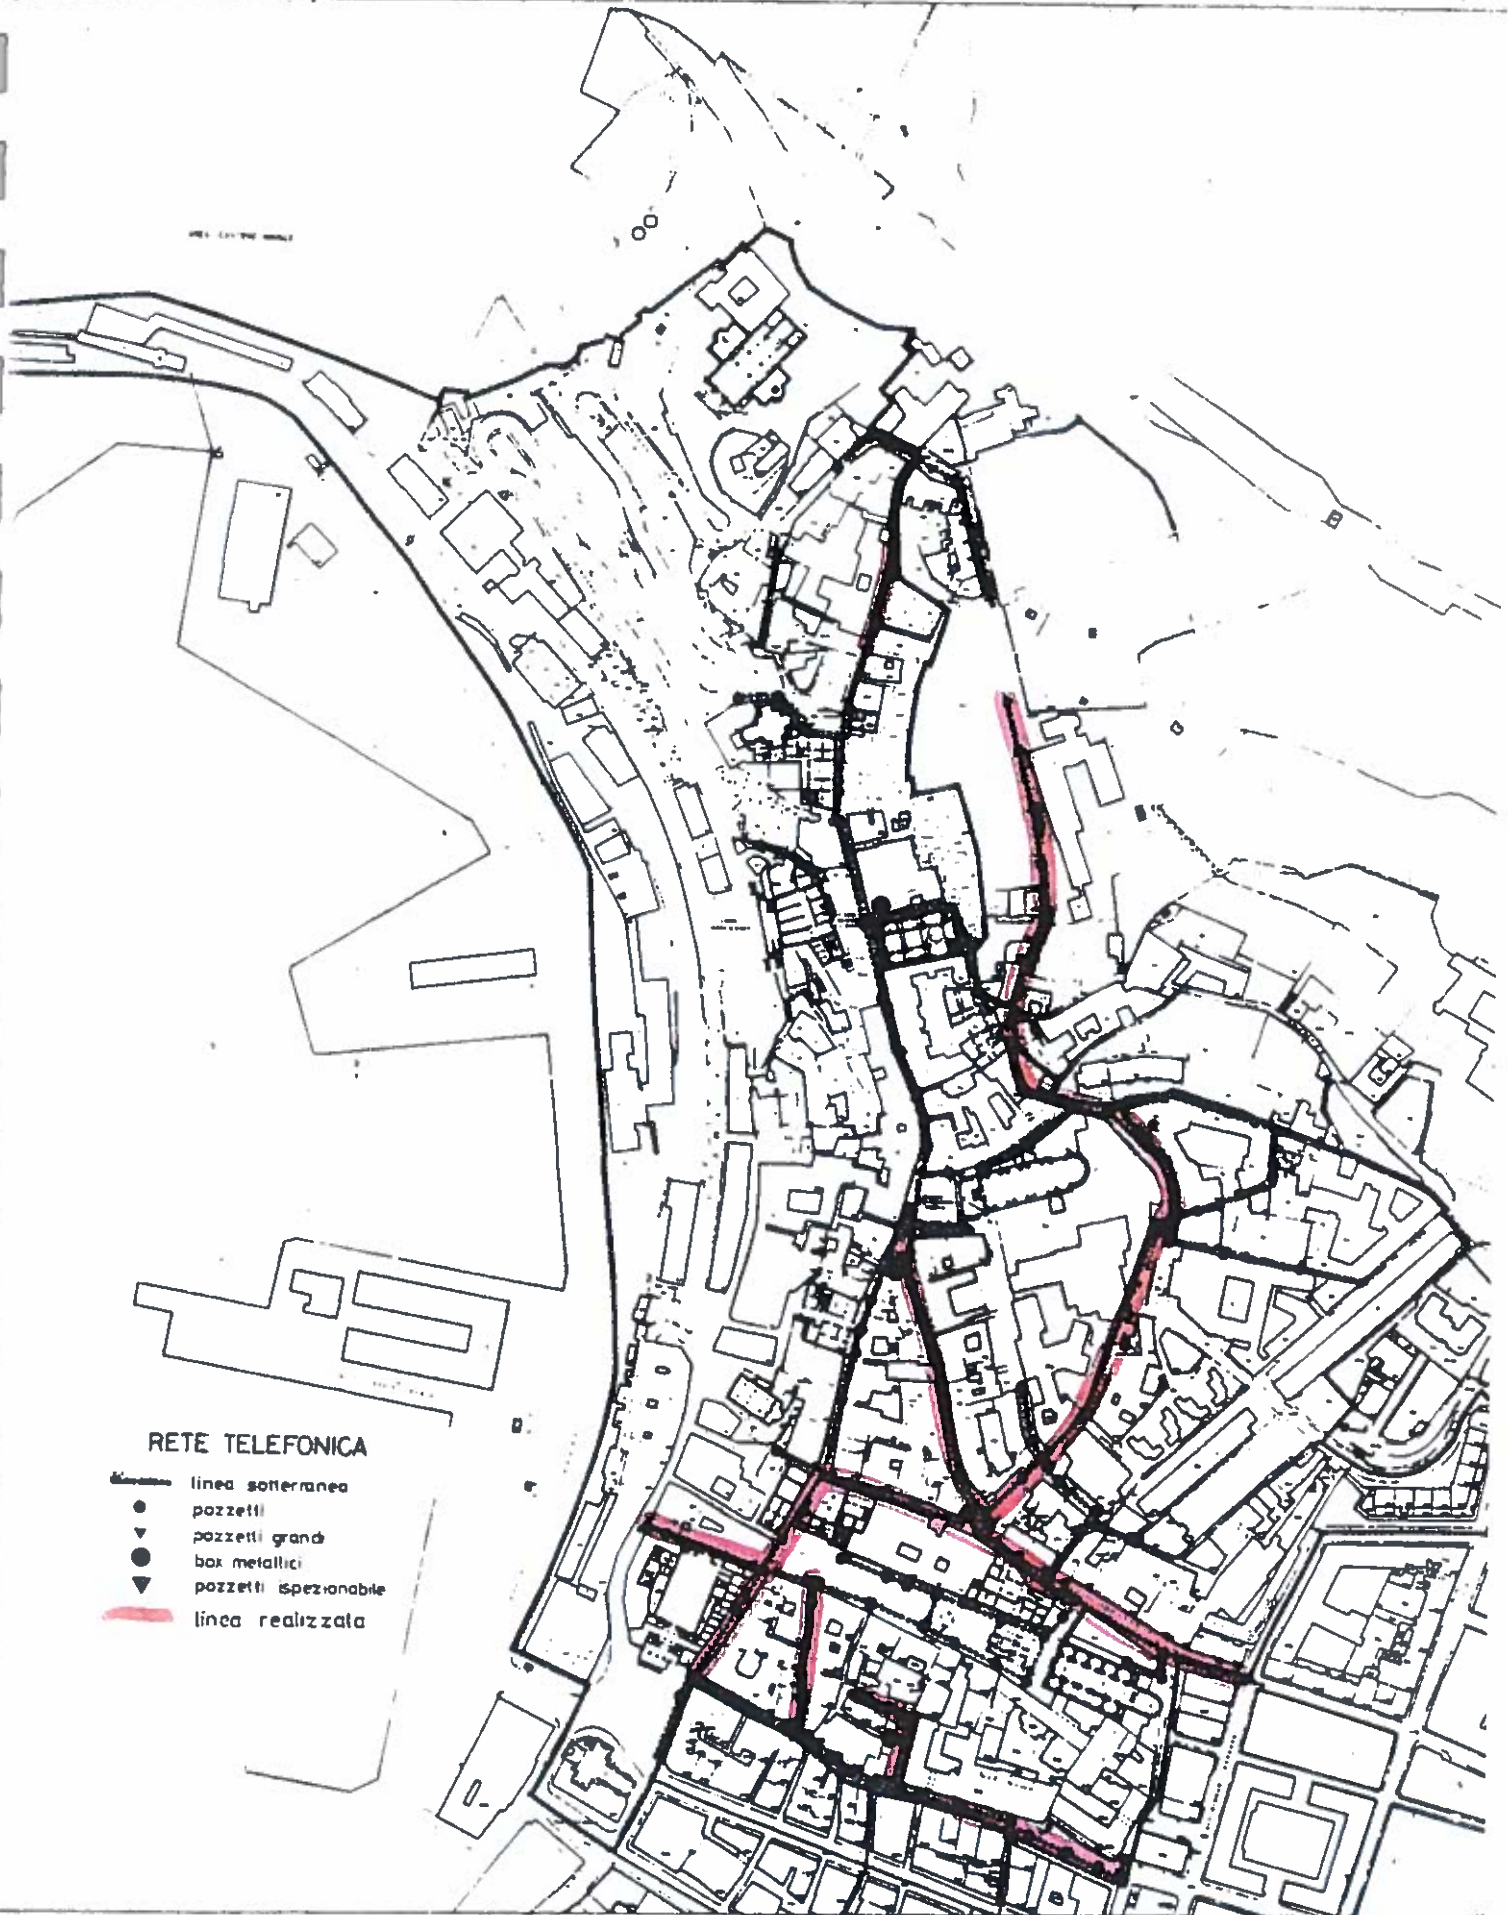 RETE TELEFONICA
linea sotterranea
pozzetti
pozzetti grandi
box metallici
pozzetti ispezionabile
linea realizzata